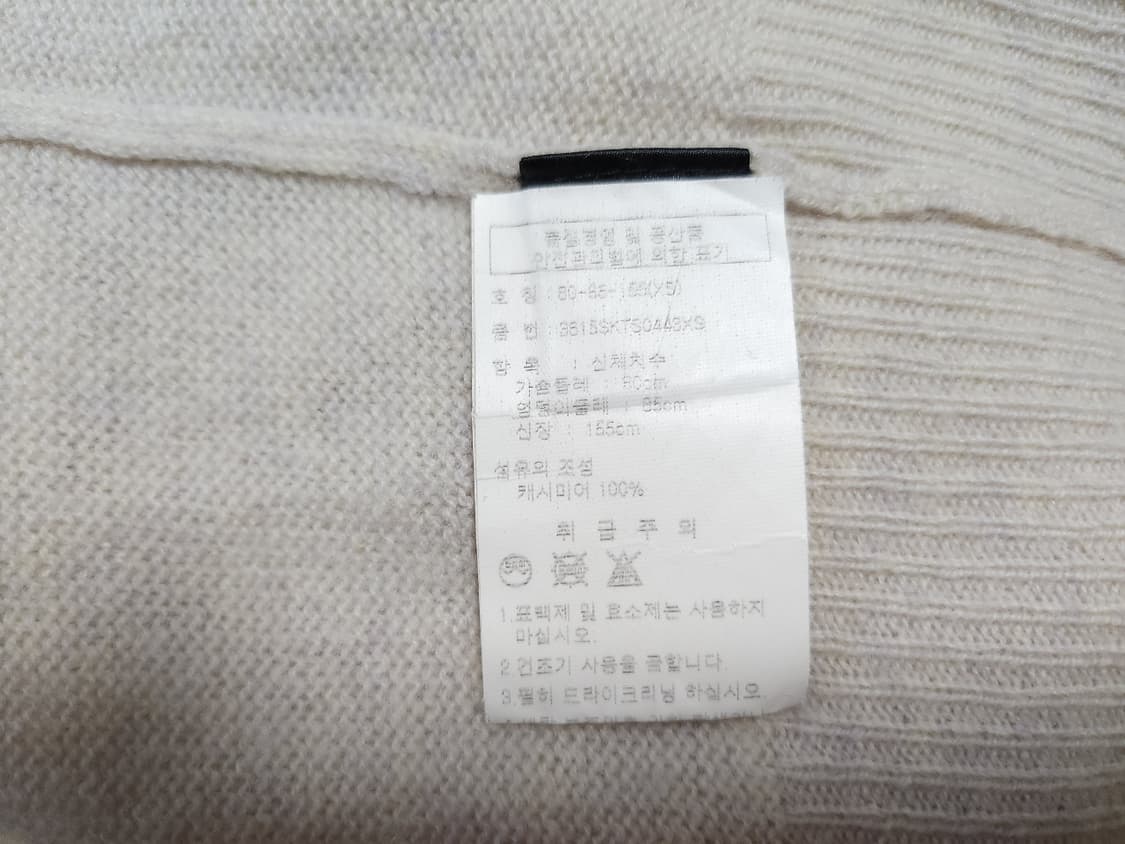 품질경영 및 공산품
안전관리법에 의한 표기
호 칭 : 80-85-155(XS)
품 번 :
항 목 : 신체치수
가슴둘레 : 80cm
엉덩이둘레 : 85cm
신장 : 155cm
섬유의 조성
캐시미어 100%
취 급 주 의
1.표백제 및 효소제는 사용하지
마십시오.
2.건조기 사용을 금합니다.
3.필히 드라이크리닝 하십시오.